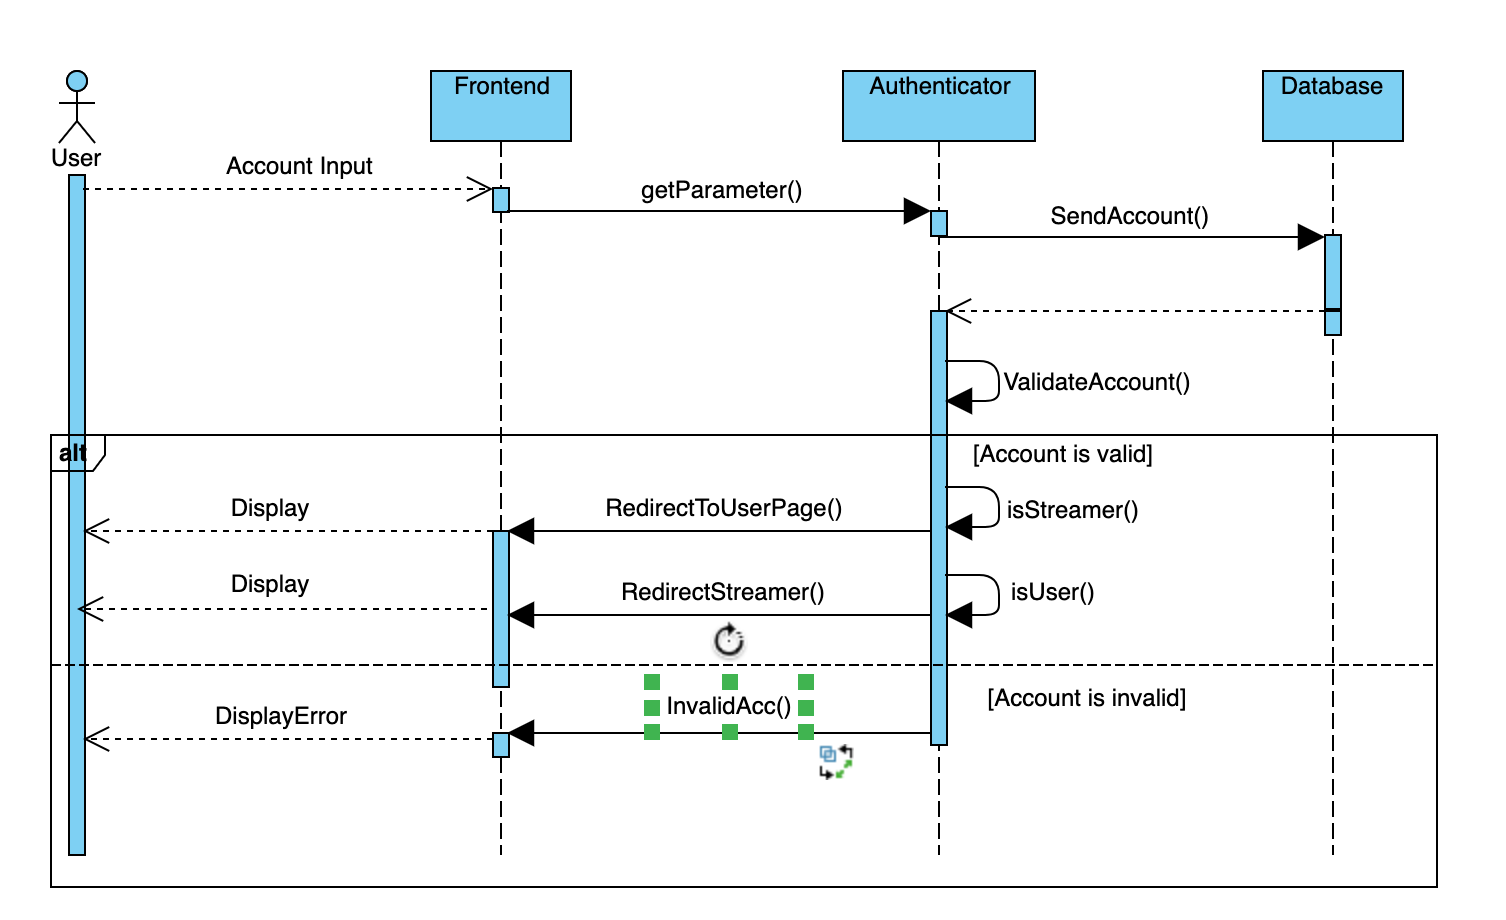 Frontend
Authenticator
Database
User
Account Input
getParameter()
SendAccount()
ValidateAccount()
alt
[Account is valid]
Display
RedirectToUserPage()
isStreamer()
Display
RedirectStreamer()
isUser()
InvalidAcc()
[Account is invalid]
DisplayError